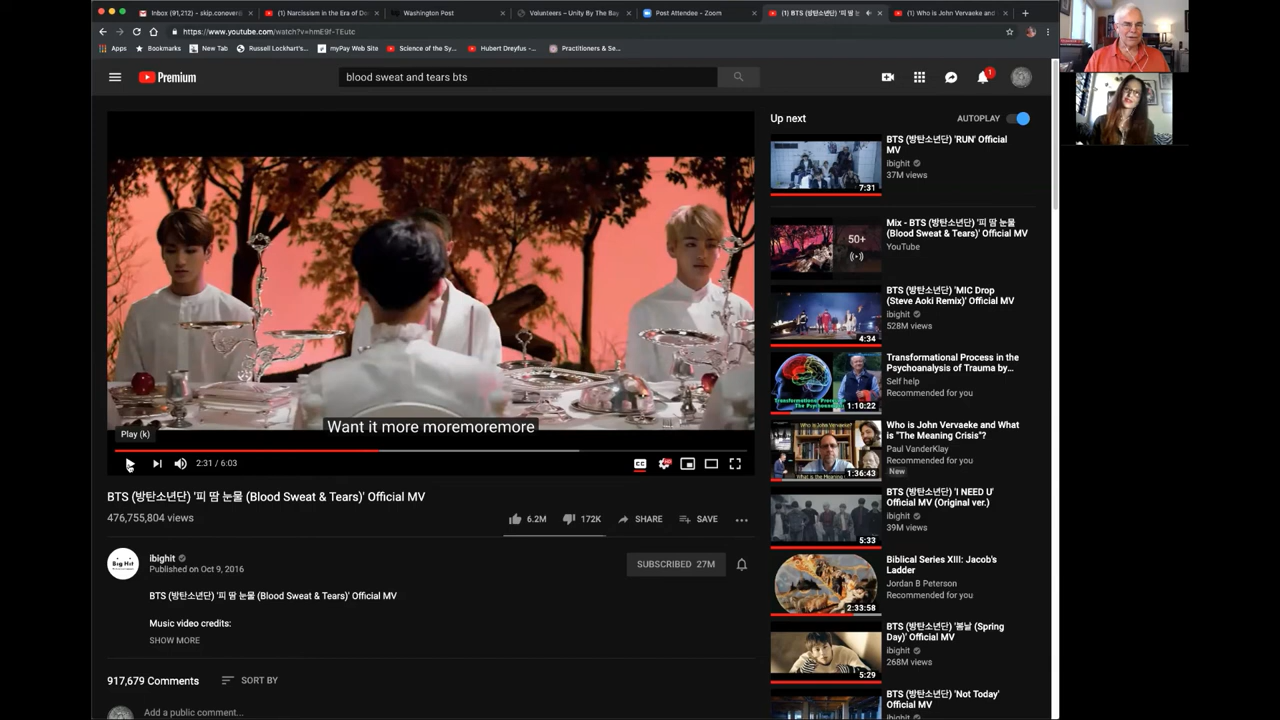 Inbox (91,212) - skip.conover
(1) Narcissism in the Era of Do
Washington Post
Volunteers – Unity By The Bay
Post Attendee - Zoom
(1) BTS (방탄소년단) '피 땀 눈
(1) Who is John Vervaeke and
https://www.youtube.com/watch?v=hmE9f-TEutc
Apps
Bookmarks
New Tab
Russell Lockhart's...
myPay Web Site
Science of the Sy...
Hubert Dreyfus -...
Practitioners & Se...
Premium
blood sweat and tears bts
1
Want it more moremoremore
Play (k)
2:31 / 6:03
CC
BTS (방탄소년단) '피 땀 눈물 (Blood Sweat & Tears)' Official MV
476,755,804 views
6.2M
172K
SHARE
SAVE
Big Hit
ibighit
Published on Oct 9, 2016
SUBSCRIBED 27M
BTS (방탄소년단) '피 땀 눈물 (Blood Sweat & Tears)' Official MV
Music video credits:
SHOW MORE
917,679 Comments
SORT BY
Add a public comment...
Up next
AUTOPLAY
BTS (방탄소년단) 'RUN' Official
MV
ibighit
37M views
7:31
Mix - BTS (방탄소년단) '피 땀 눈물
(Blood Sweat & Tears)' Official MV
YouTube
50+
BTS (방탄소년단) 'MIC Drop
(Steve Aoki Remix)' Official MV
ibighit
528M views
4:34
Transformational Process in the
Psychoanalysis of Trauma by...
Self help
Recommended for you
1:10:22
Who is John Vervaeke and What
is "The Meaning Crisis"?
Paul VanderKlay
Recommended for you
New
1:36:43
BTS (방탄소년단) 'I NEED U'
Official MV (Original ver.)
ibighit
39M views
5:33
Biblical Series XIII: Jacob's
Ladder
Jordan B Peterson
Recommended for you
2:33:58
BTS (방탄소년단) '봄날 (Spring
Day)' Official MV
ibighit
268M views
5:29
BTS (방탄소년단) 'Not Today'
Official MV
ibighit